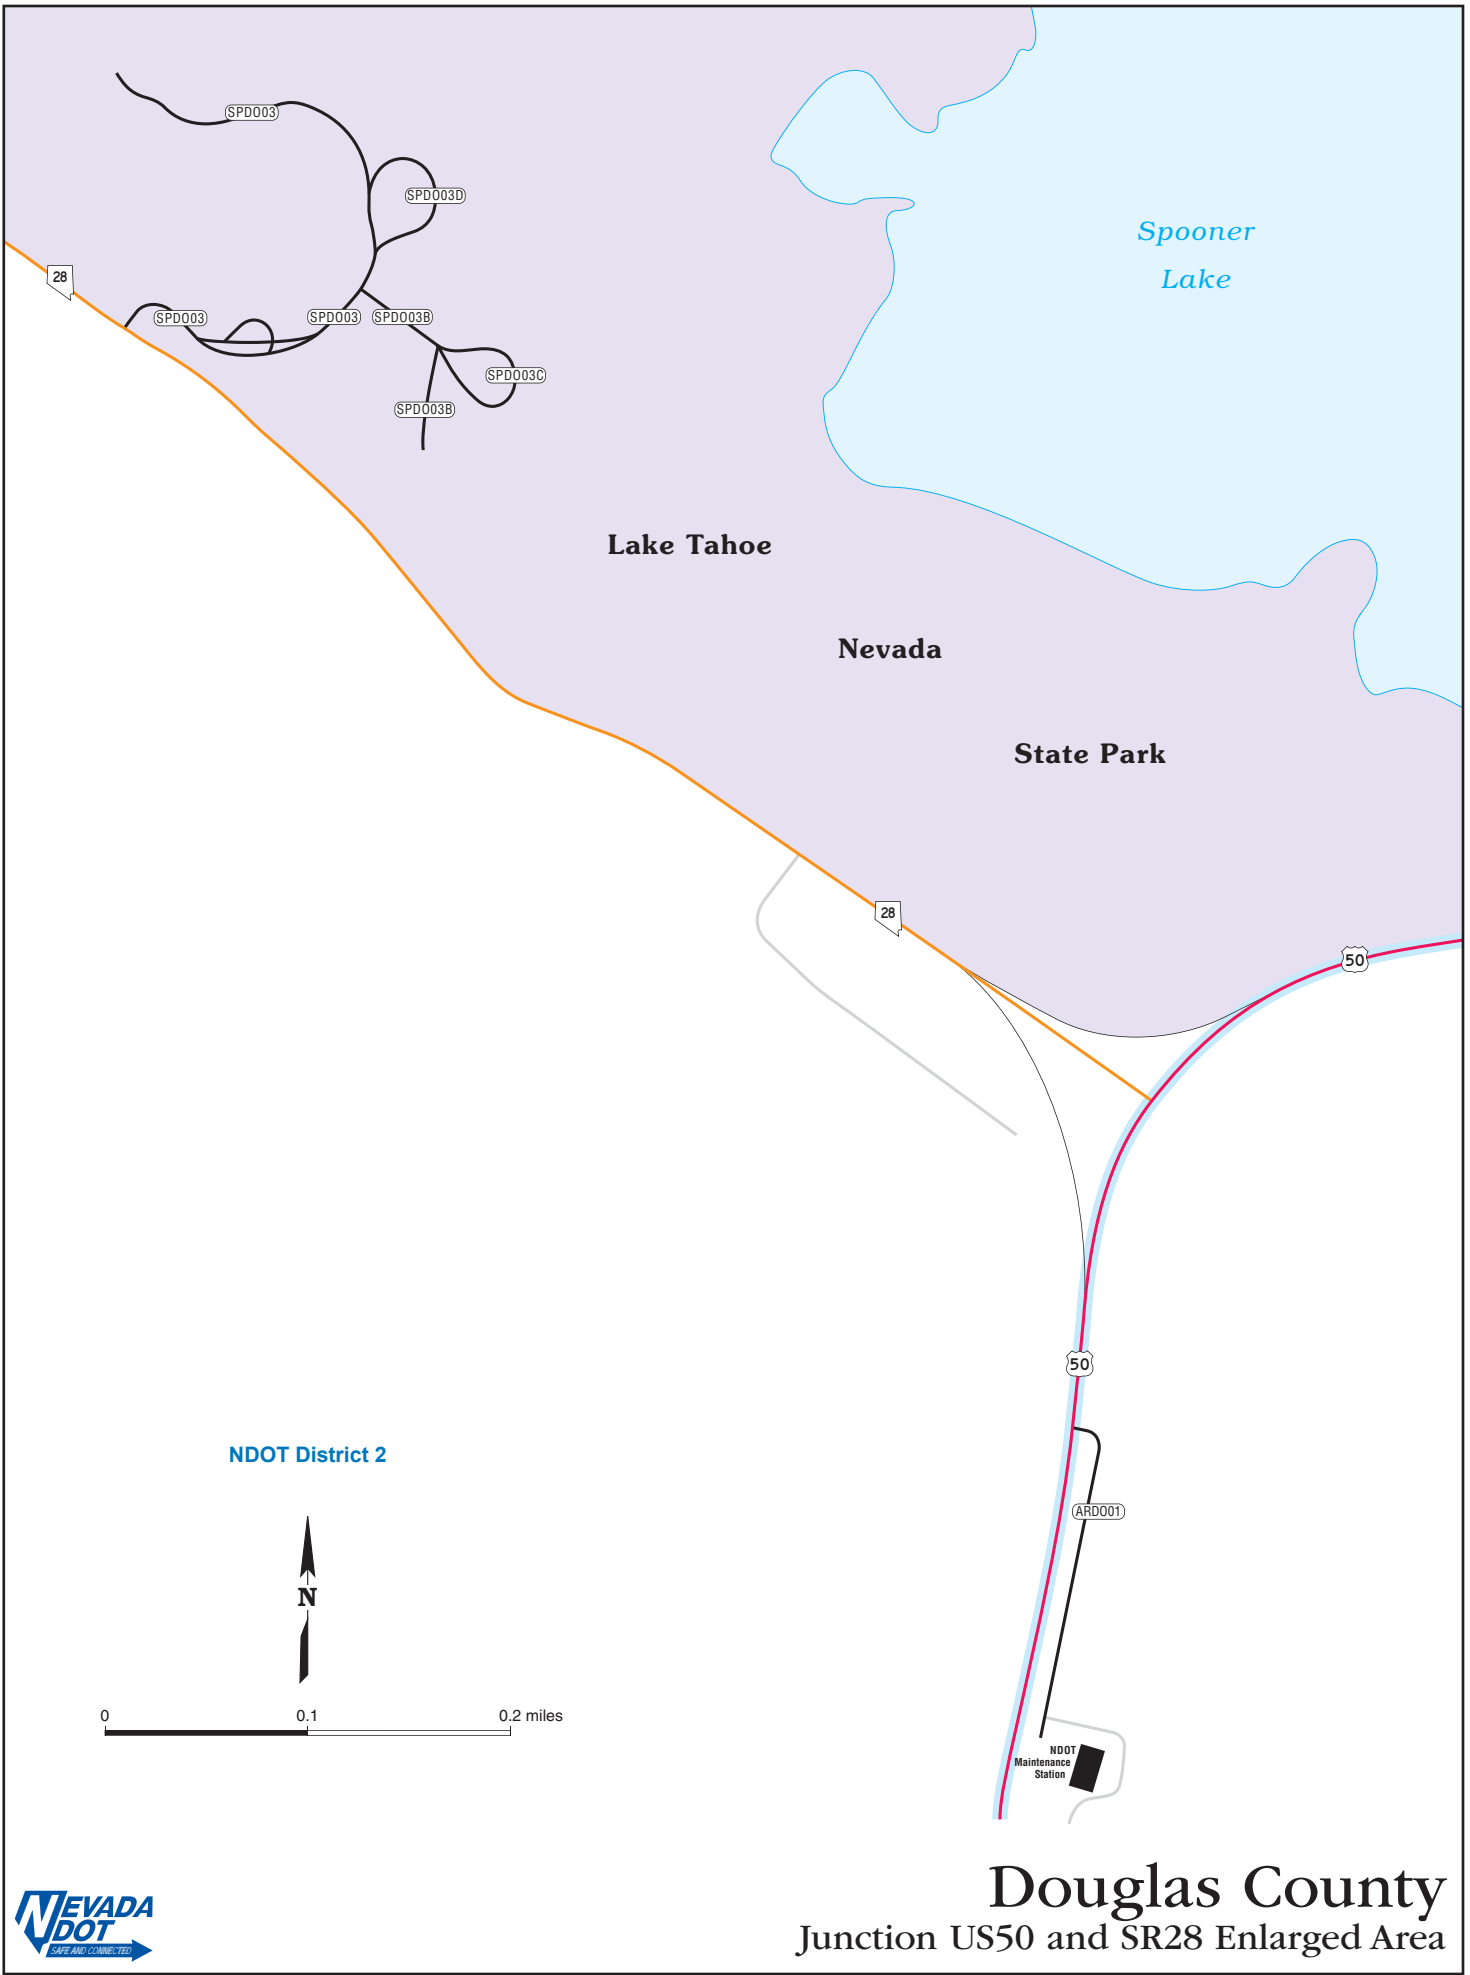 SPD003
SPD003D
Spooner
Lake
28
SPD003
SPD003
SPD003B
SPD003C
SPD003B
Lake Tahoe
Nevada
State Park
28
50
50
NDOT District 2
ARDO01
N
0 0.1 0.2 miles
NDOT
Maintenance
Station
Douglas County
Junction US50 and SR28 Enlarged Area
NEVADA
DOT
SAFE AND CONNECTED